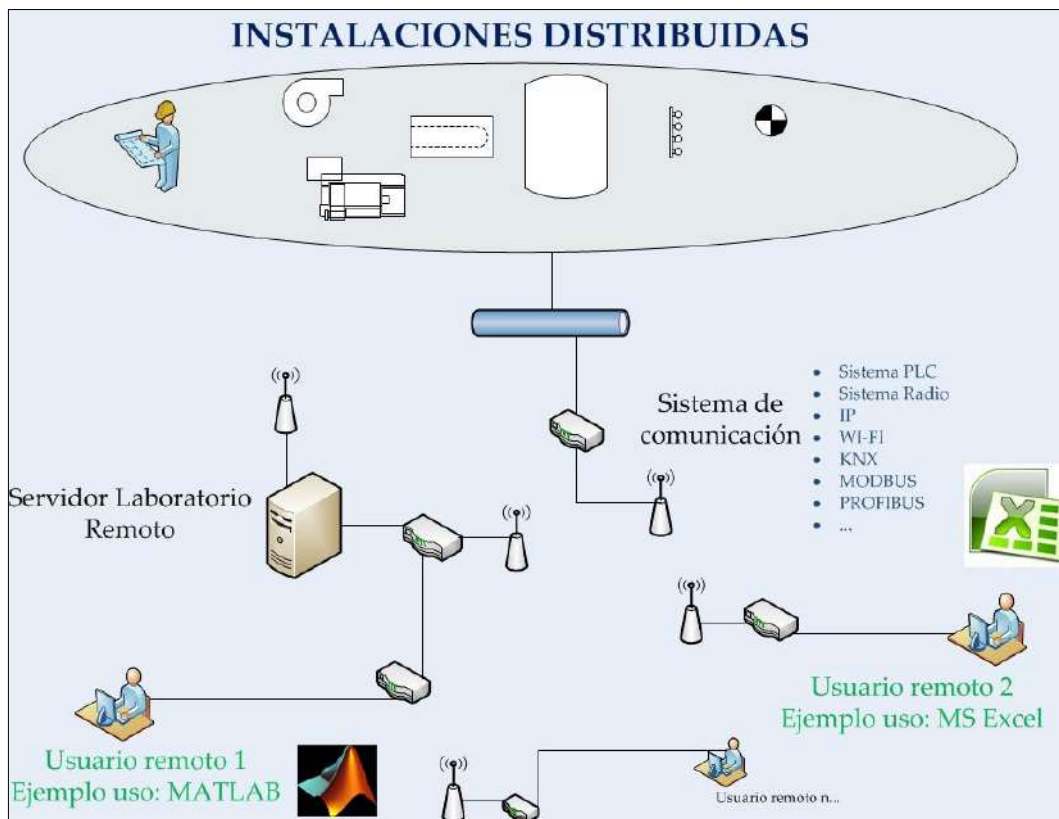 INSTALACIONES DISTRIBUIDAS
Sistema de
comunicación
• Sistema PLC
• Sistema Radio
• IP
• WI-FI
• KNX
• MODBUS
• PROFIBUS
• ...
Servidor Laboratorio
Remoto
Usuario remoto 2
Ejemplo uso: MS Excel
Usuario remoto 1
Ejemplo uso: MATLAB
Usuario remoto n...